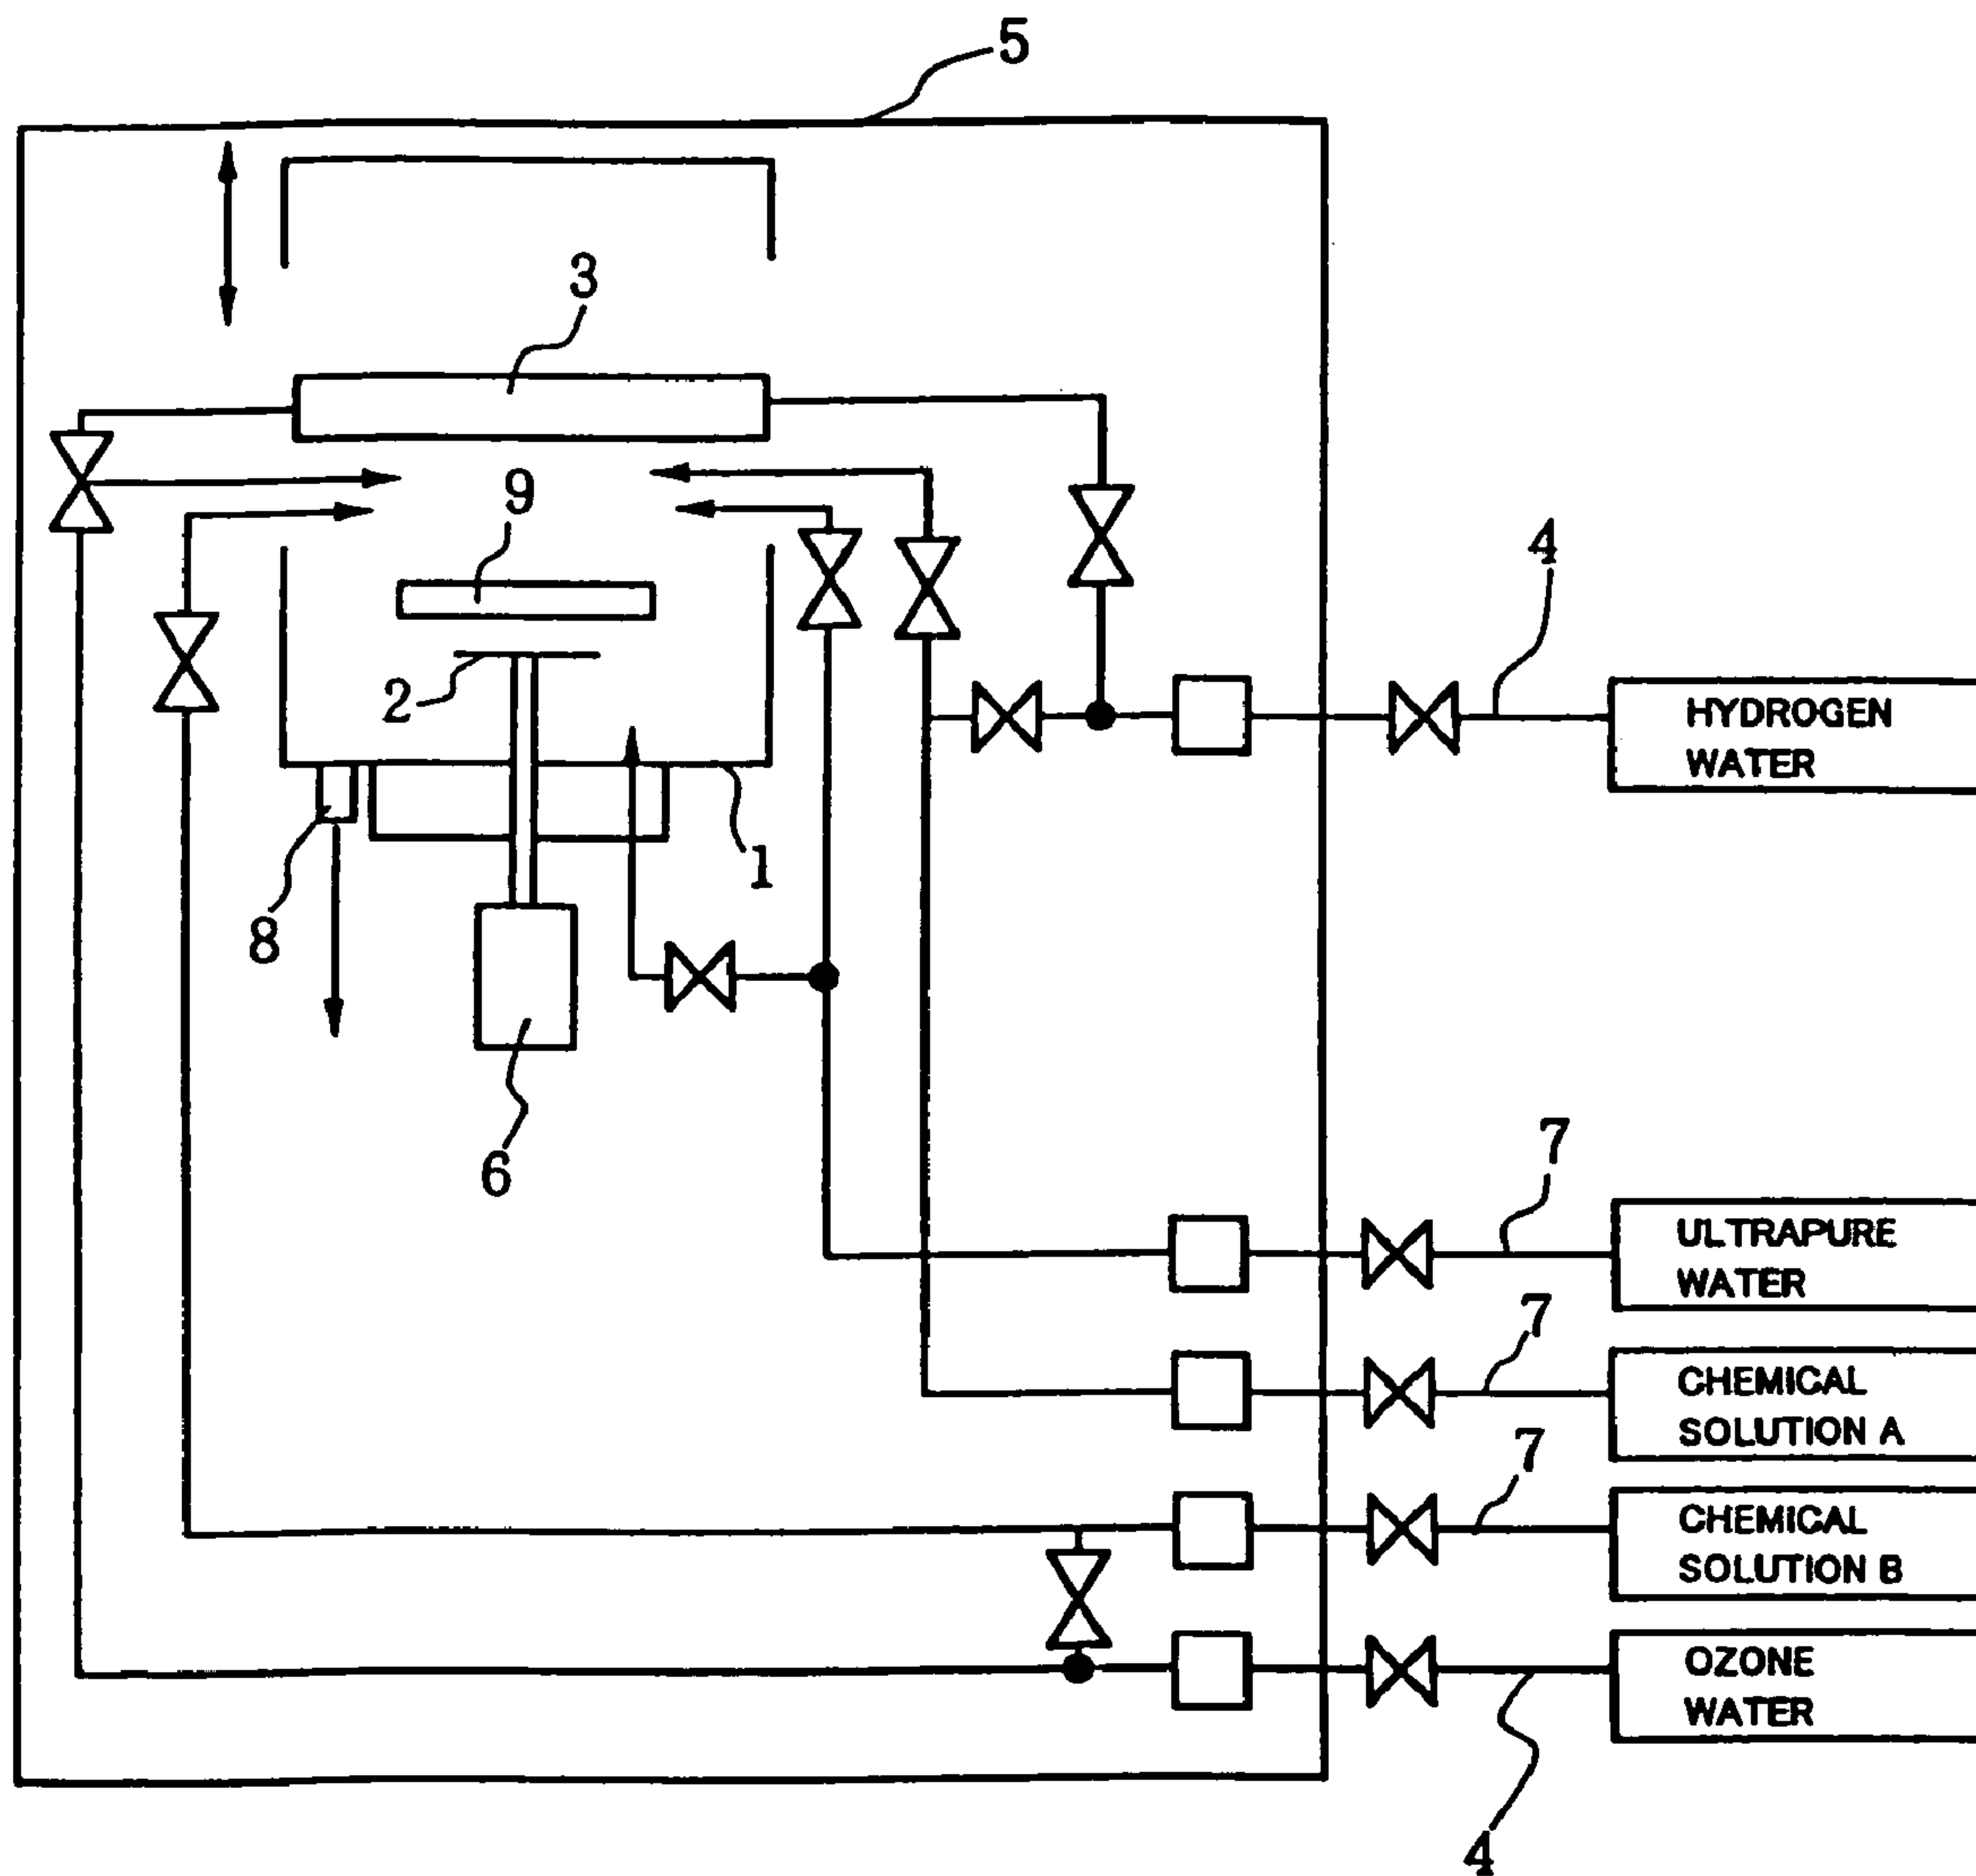 5
3
9
4
2
HYDROGEN
WATER
1
8
6
7
ULTRAPURE
WATER
7
CHEMICAL
SOLUTION A
7
CHEMICAL
SOLUTION B
OZONE
WATER
4